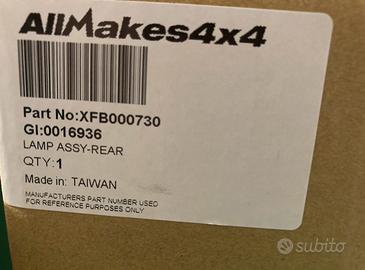 AllMakes4x4
Part No:XFB000730
GI:0016936
LAMP ASSY-REAR
QTY:1
Made in: TAIWAN
MANUFACTURERS PART NUMBER USED
FOR REFERENCE PURPOSES ONLY
subito